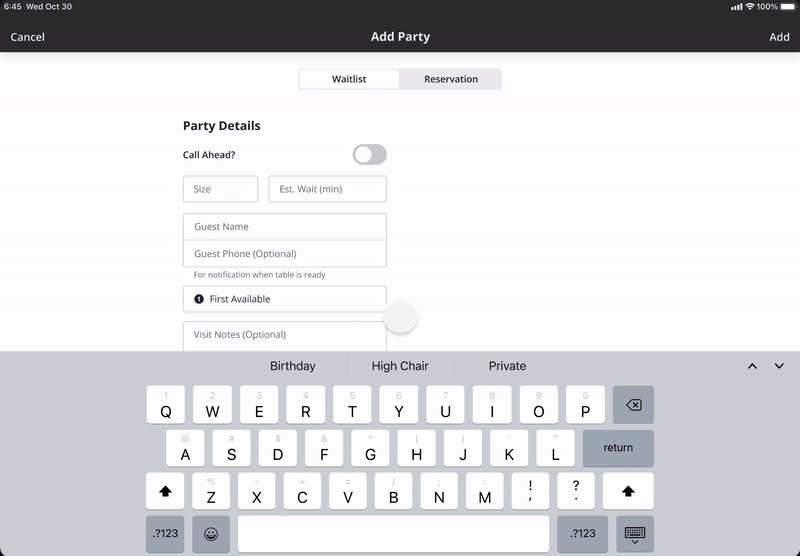 6:45 Wed Oct 30 100%
Cancel Add Party Add
Waitlist Reservation
Party Details
Call Ahead?
Size Est. Wait (min)
Guest Name
Guest Phone (Optional)
For notification when table is ready
1 First Available
Visit Notes (Optional)
Birthday High Chair Private
1 2 3 4 5 6 7 8 9 0
Q W E R T Y U I O P
@ # $ & * ( ) ' "
A S D F G H J K L return
% - + = / ; :
Z X C V B N M ! , ? .
.?123 .?123